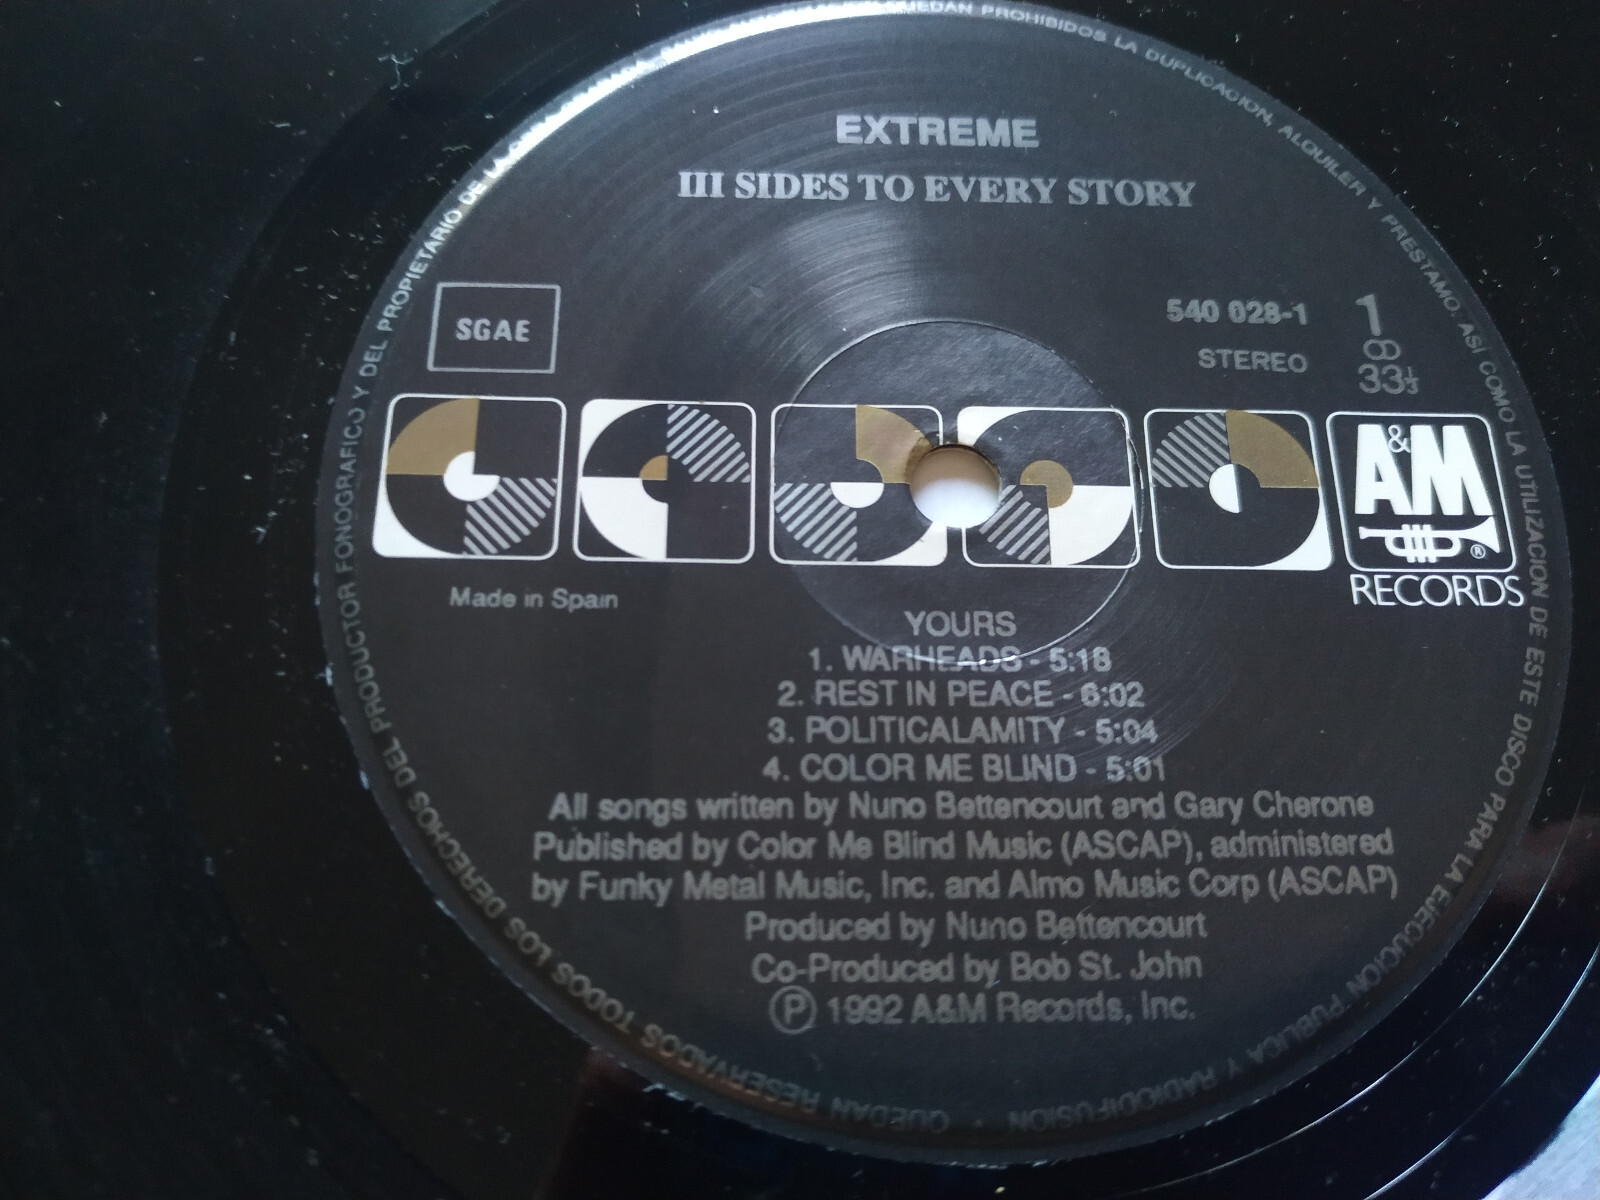 EXTREME
III SIDES TO EVERY STORY
SGAE
540 028-1
STEREO
1
33⅓
A&M
®
RECORDS
Made in Spain
YOURS
1. WARHEADS - 5:18
2. REST IN PEACE - 6:02
3. POLITICALAMITY - 5:04
4. COLOR ME BLIND - 5:01
All songs written by Nuno Bettencourt and Gary Cherone
Published by Color Me Blind Music (ASCAP), administered
by Funky Metal Music, Inc. and Almo Music Corp (ASCAP)
Produced by Nuno Bettencourt
Co-Produced by Bob St. John
Ⓟ 1992 A&M Records, Inc.
QUEDAN RESERVADOS TODOS LOS DERECHOS DEL PRODUCTOR FONOGRAFICO Y DEL PROPIETARIO DE LA QUEDAN PROHIBIDOS LA DUPLICACION, ALQUILER Y PRESTAMO, ASI COMO LA UTILIZACION DE ESTE DISCO PARA LA EJECUCION PUBLICA Y RADIODIFUSION